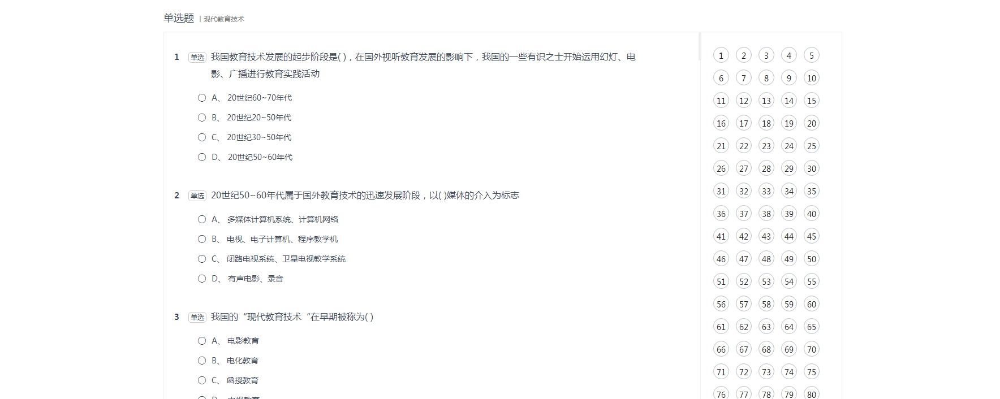 单选题 | 现代教育技术
1 单选 我国教育技术发展的起步阶段是( )，在国外视听教育发展的影响下，我国的一些有识之士开始运用幻灯、电
影、广播进行教育实践活动
A、 20世纪60~70年代
B、 20世纪20~50年代
C、 20世纪30~50年代
D、 20世纪50~60年代
2 单选 20世纪50~60年代属于国外教育技术的迅速发展阶段，以( )媒体的介入为标志
A、 多媒体计算机系统、计算机网络
B、 电视、电子计算机、程序教学机
C、 闭路电视系统、卫星电视教学系统
D、 有声电影、录音
3 单选 我国的“现代教育技术“在早期被称为( )
A、 电影教育
B、 电化教育
C、 函授教育
D、 电视教育
1 2 3 4 5
6 7 8 9 10
11 12 13 14 15
16 17 18 19 20
21 22 23 24 25
26 27 28 29 30
31 32 33 34 35
36 37 38 39 40
41 42 43 44 45
46 47 48 49 50
51 52 53 54 55
56 57 58 59 60
61 62 63 64 65
66 67 68 69 70
71 72 73 74 75
76 77 78 79 80